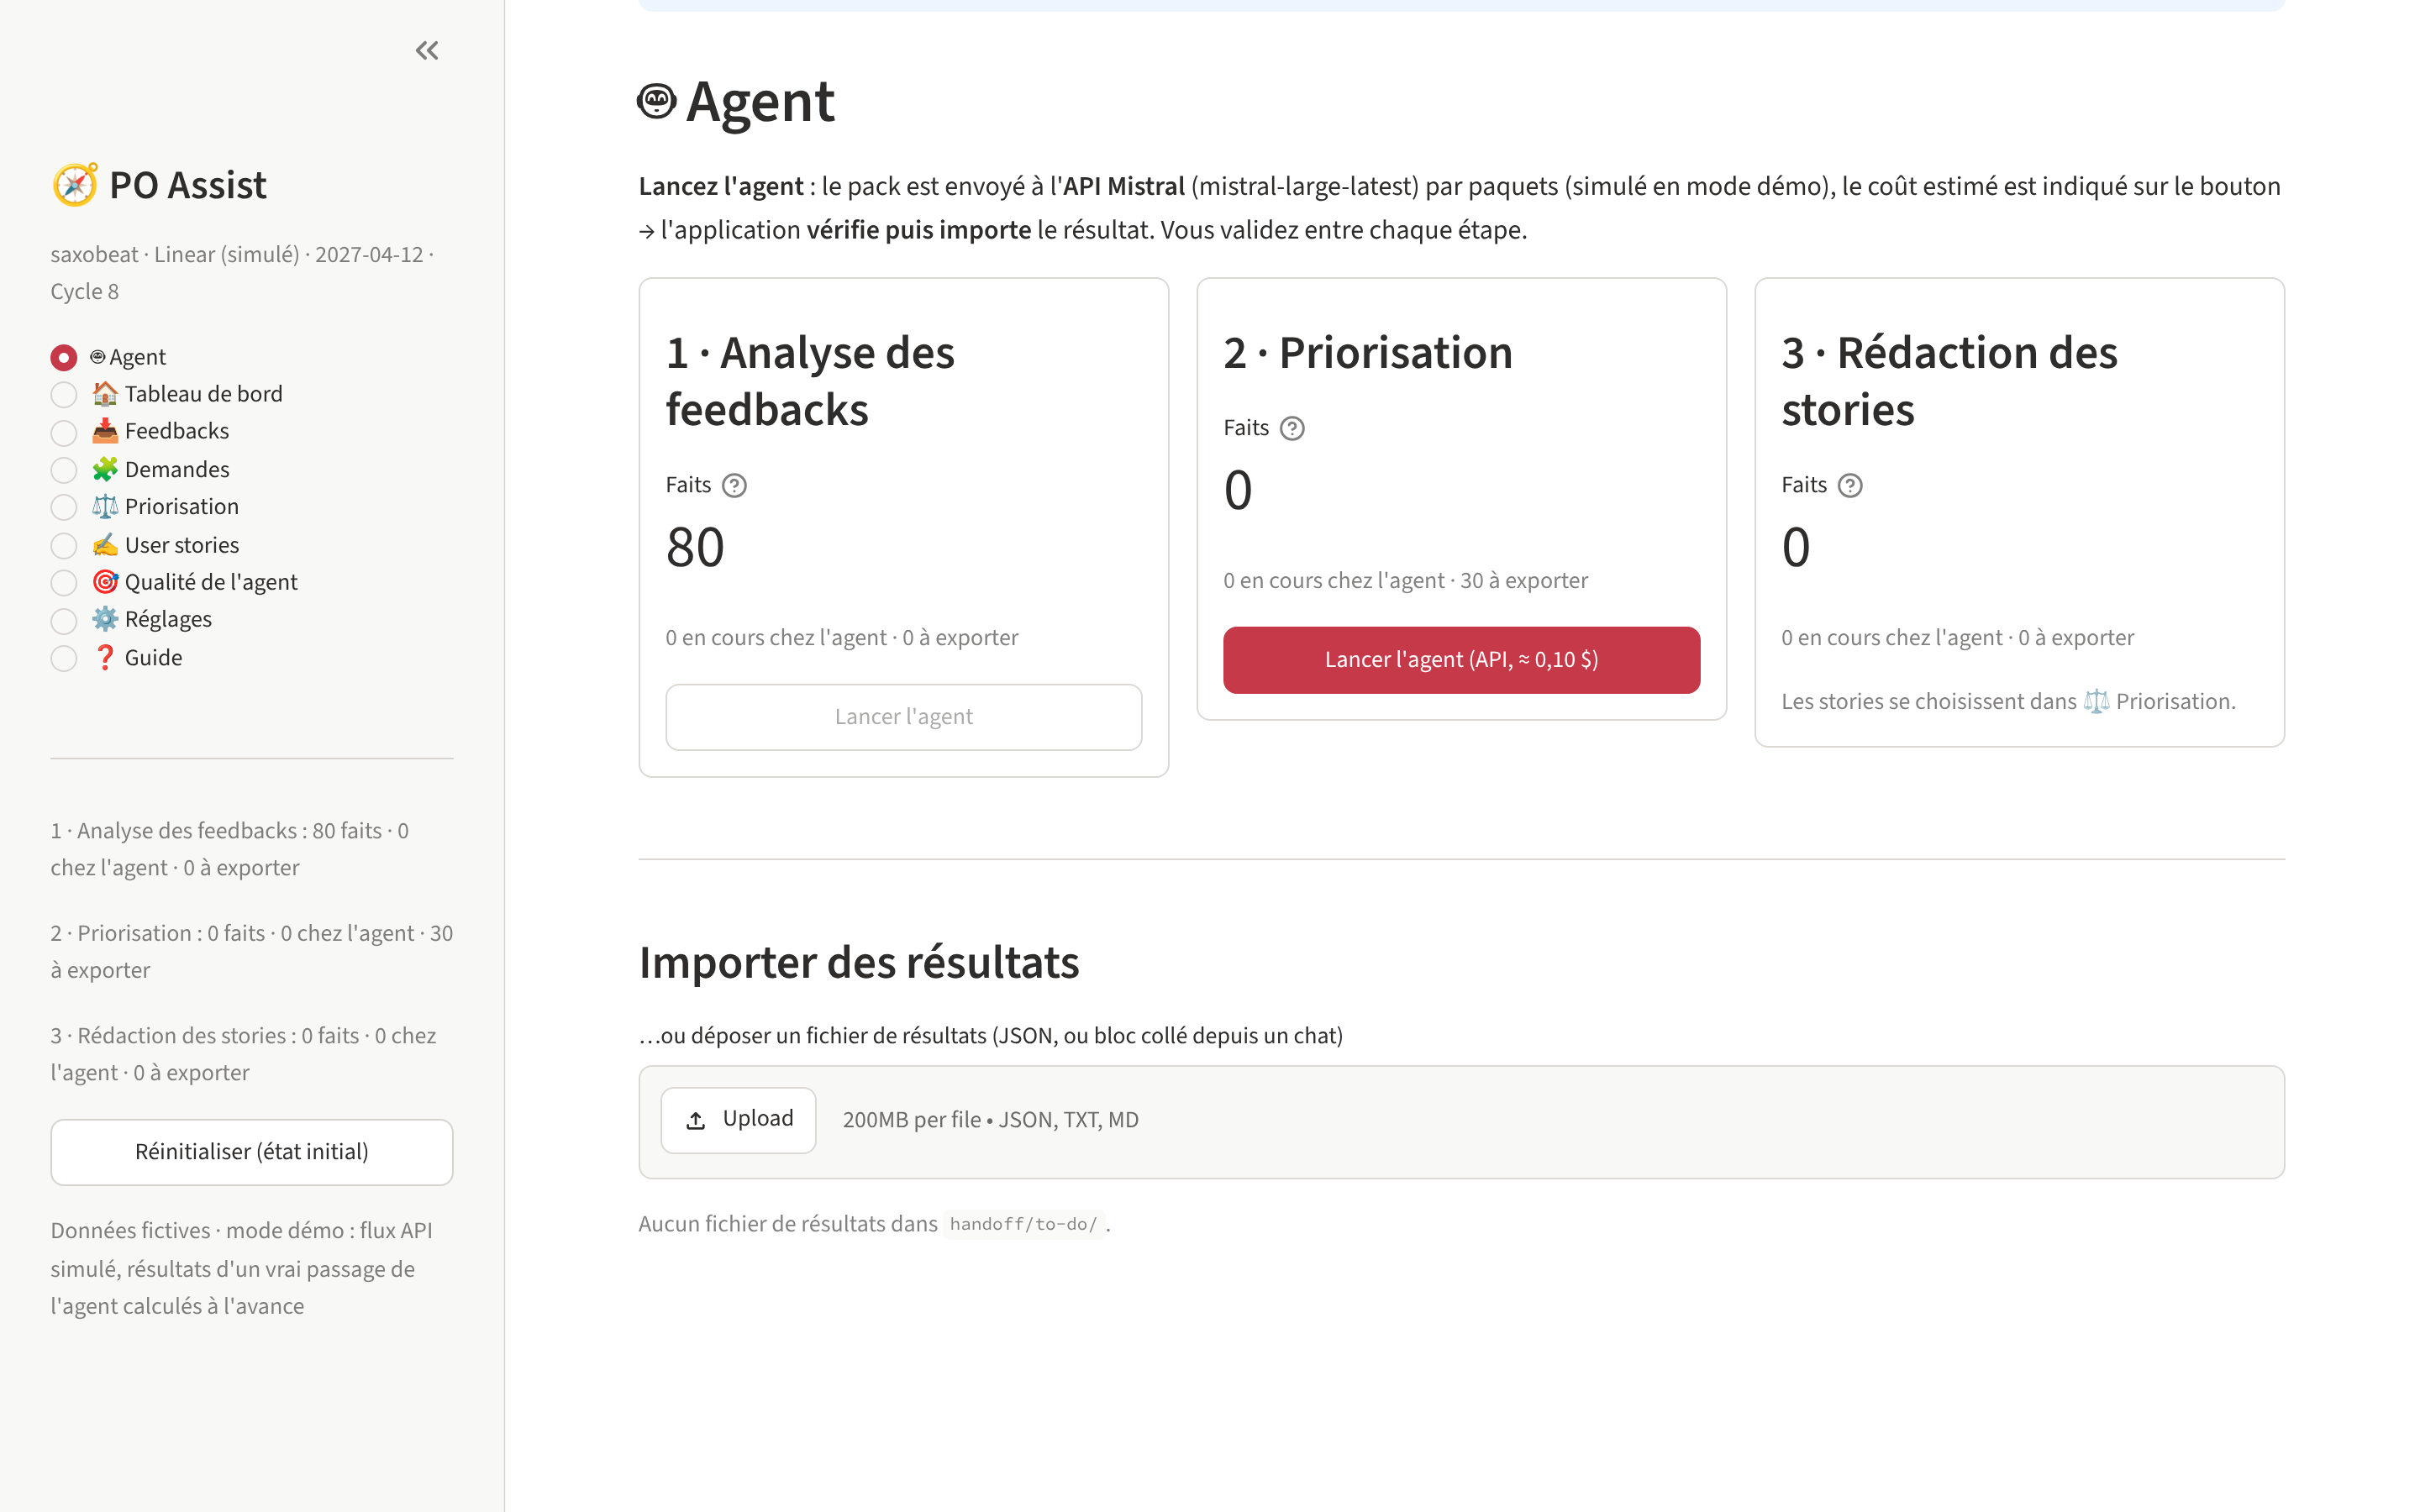 PO Assist
saxobeat · Linear (simulé) · 2027-04-12 ·
Cycle 8
Agent
Tableau de bord
Feedbacks
Demandes
Priorisation
User stories
Qualité de l'agent
Réglages
Guide
1 · Analyse des feedbacks : 80 faits · 0
chez l'agent · 0 à exporter
2 · Priorisation : 0 faits · 0 chez l'agent · 30
à exporter
3 · Rédaction des stories : 0 faits · 0 chez
l'agent · 0 à exporter
Réinitialiser (état initial)
Données fictives · mode démo : flux API
simulé, résultats d'un vrai passage de
l'agent calculés à l'avance
Agent
Lancez l'agent : le pack est envoyé à l'API Mistral (mistral-large-latest) par paquets (simulé en mode démo), le coût estimé est indiqué sur le bouton
→ l'application vérifie puis importe le résultat. Vous validez entre chaque étape.
1 · Analyse des
feedbacks
Faits
80
0 en cours chez l'agent · 0 à exporter
Lancer l'agent
2 · Priorisation
Faits
0
0 en cours chez l'agent · 30 à exporter
Lancer l'agent (API, ≈ 0,10 $)
3 · Rédaction des
stories
Faits
0
0 en cours chez l'agent · 0 à exporter
Les stories se choisissent dans ⚖️ Priorisation.
Importer des résultats
…ou déposer un fichier de résultats (JSON, ou bloc collé depuis un chat)
Upload
200MB per file • JSON, TXT, MD
Aucun fichier de résultats dans handoff/to-do/ .